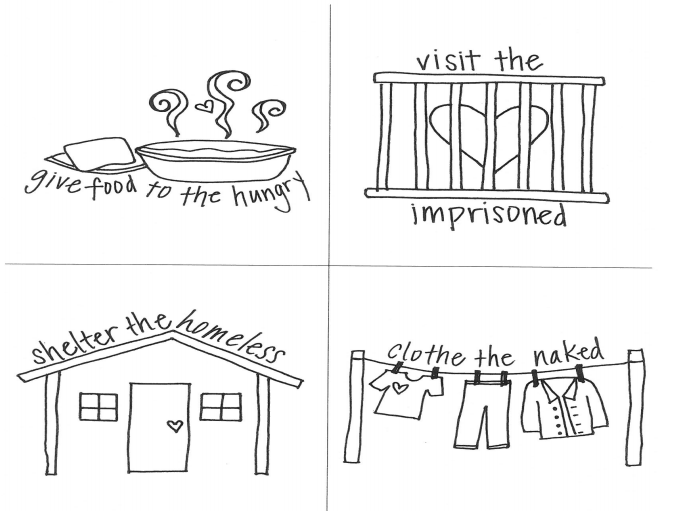 give food to the hungry
visit the
imprisoned
shelter the homeless
clothe the naked